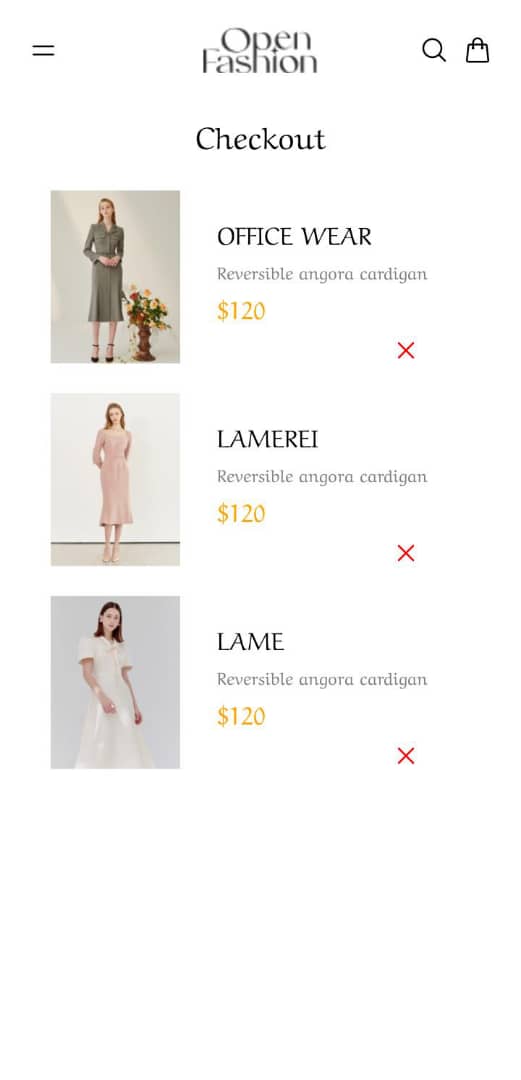 Open
Fashion
Checkout
OFFICE WEAR
Reversible angora cardigan
$120
LAMEREI
Reversible angora cardigan
$120
LAME
Reversible angora cardigan
$120